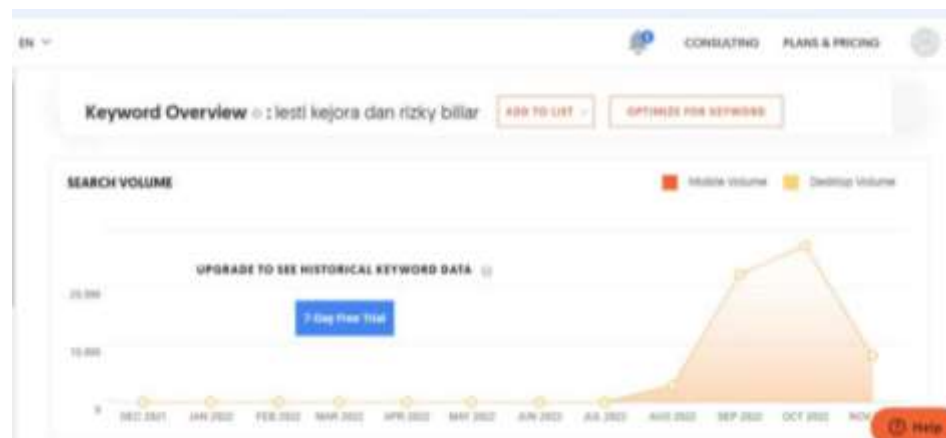 EN
CONSULTING PLANS & PRICING
Keyword Overview : lesti kejora dan rizky billar ADD TO LIST OPTIMIZE FOR KEYWORD
SEARCH VOLUME Mobile Volume Desktop Volume
UPGRADE TO SEE HISTORICAL KEYWORD DATA
7-Day Free Trial
10,000
0
DEC 2021 JAN 2022 FEB 2022 MAR 2022 APR 2022 MAY 2022 JUN 2022 JUL 2022 AUG 2022 SEP 2022 OCT 2022 NOV
Help